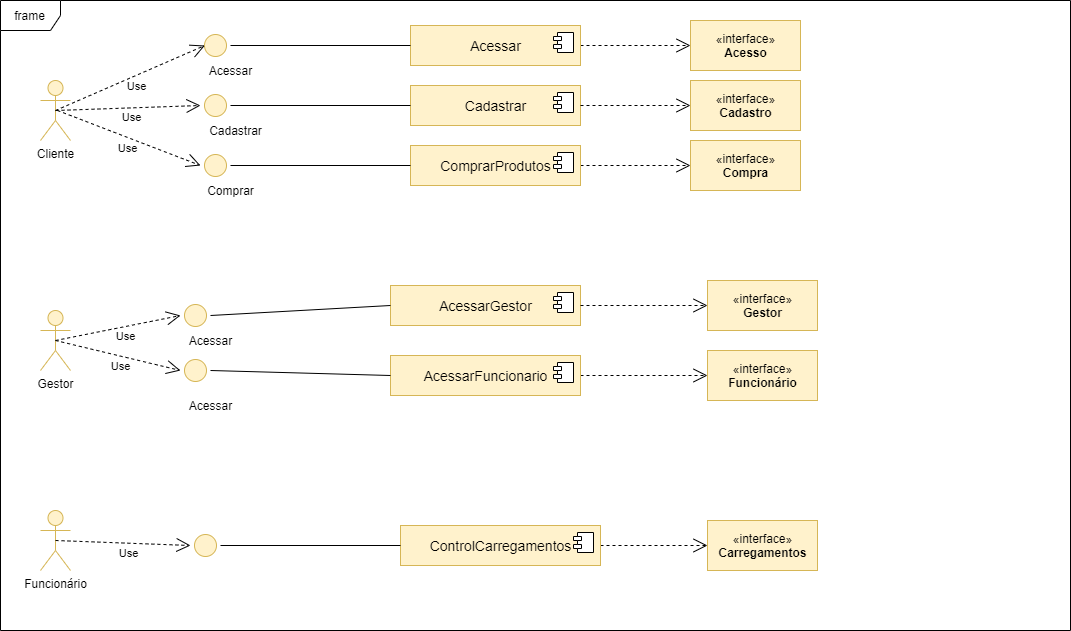 frame
Acessar
«interface»
Acesso
Acessar
Use
Cadastrar
«interface»
Cadastro
Use
Cadastrar
Use
Cliente
ComprarProdutos
«interface»
Compra
Comprar
AcessarGestor
«interface»
Gestor
Use
Acessar
Use
Gestor
AcessarFuncionario
«interface»
Funcionário
Acessar
ControlCarregamentos
«interface»
Carregamentos
Use
Funcionário